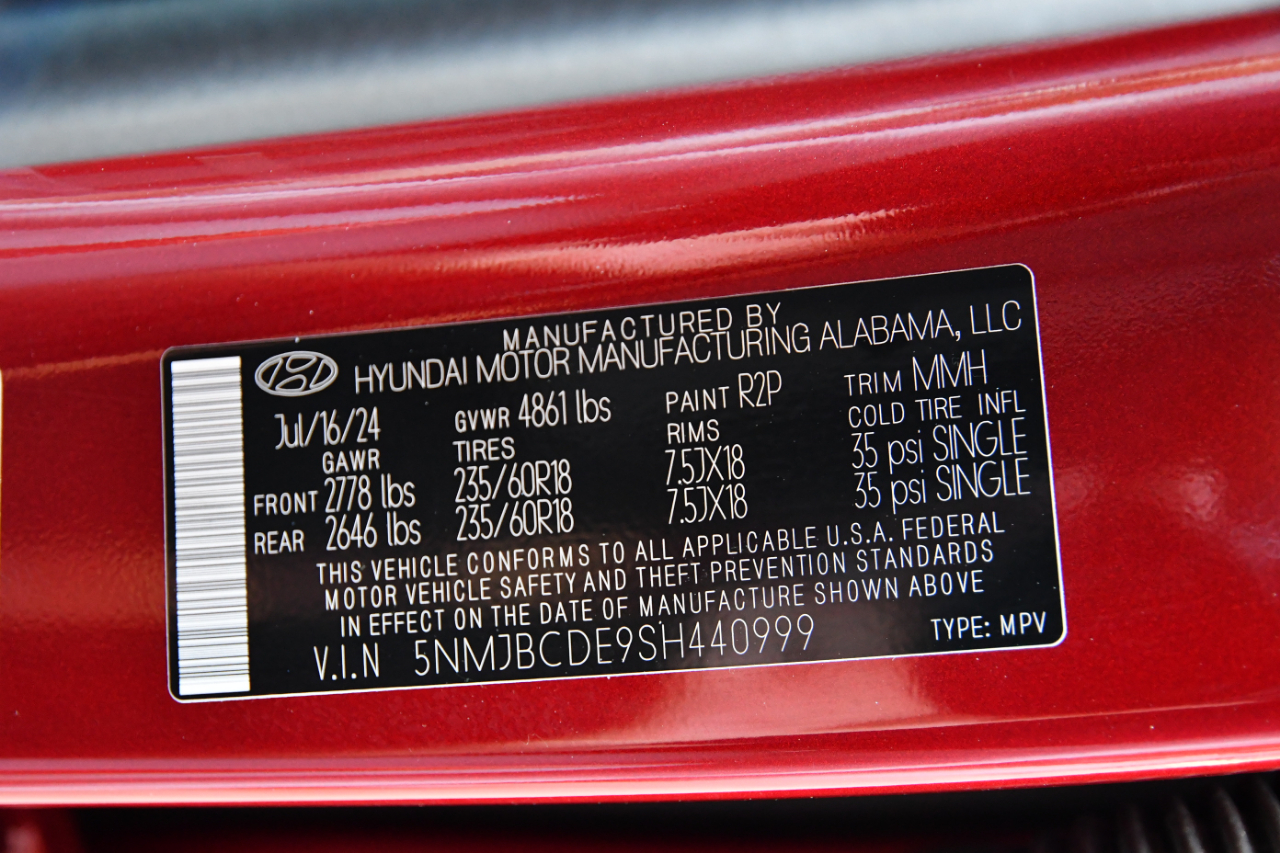 MANUFACTURED BY
HYUNDAI MOTOR MANUFACTURING ALABAMA, LLC
Jul/16/24 GVWR 4861 lbs PAINT R2P TRIM MMH
GAWR TIRES RIMS COLD TIRE INFL
FRONT 2778 lbs 235/60R18 7.5JX18 35 psi SINGLE
REAR 2646 lbs 235/60R18 7.5JX18 35 psi SINGLE
THIS VEHICLE CONFORMS TO ALL APPLICABLE U.S.A. FEDERAL
MOTOR VEHICLE SAFETY AND THEFT PREVENTION STANDARDS
IN EFFECT ON THE DATE OF MANUFACTURE SHOWN ABOVE
V.I.N 5NMJBCDE9SH440999 TYPE: MPV